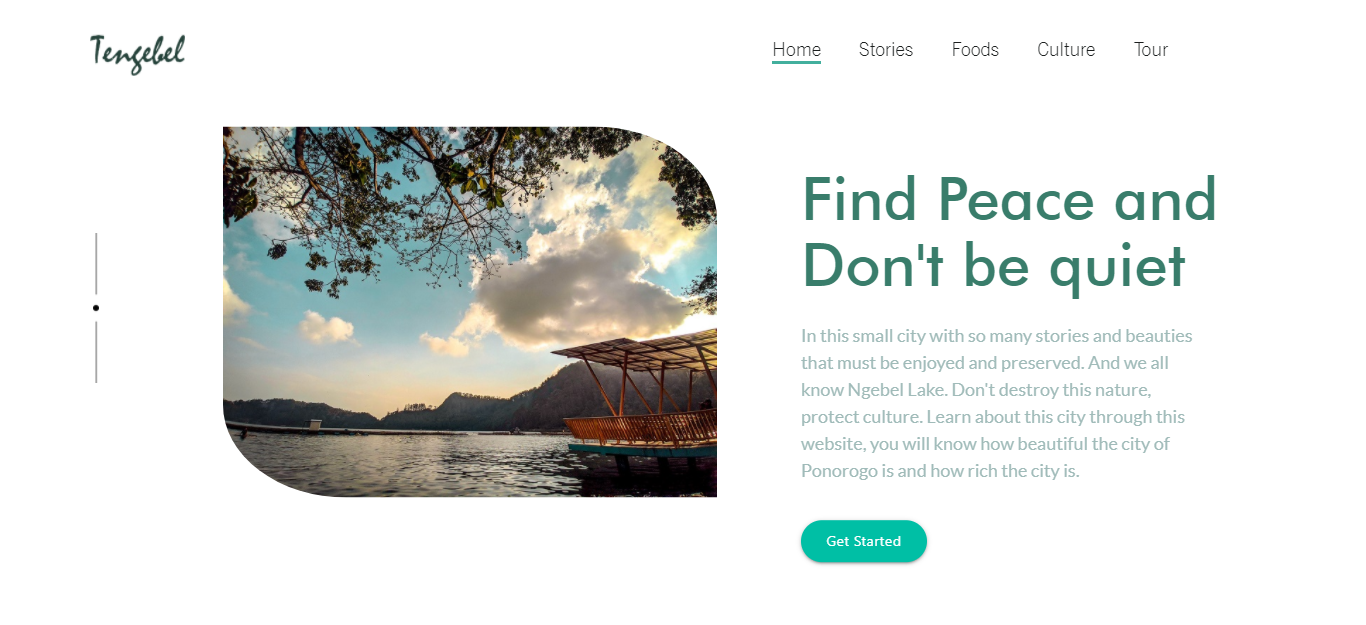 Tengebel
Home Stories Foods Culture Tour
Find Peace and
Don't be quiet
In this small city with so many stories and beauties
that must be enjoyed and preserved. And we all
know Ngebel Lake. Don't destroy this nature,
protect culture. Learn about this city through this
website, you will know how beautiful the city of
Ponorogo is and how rich the city is.
Get Started